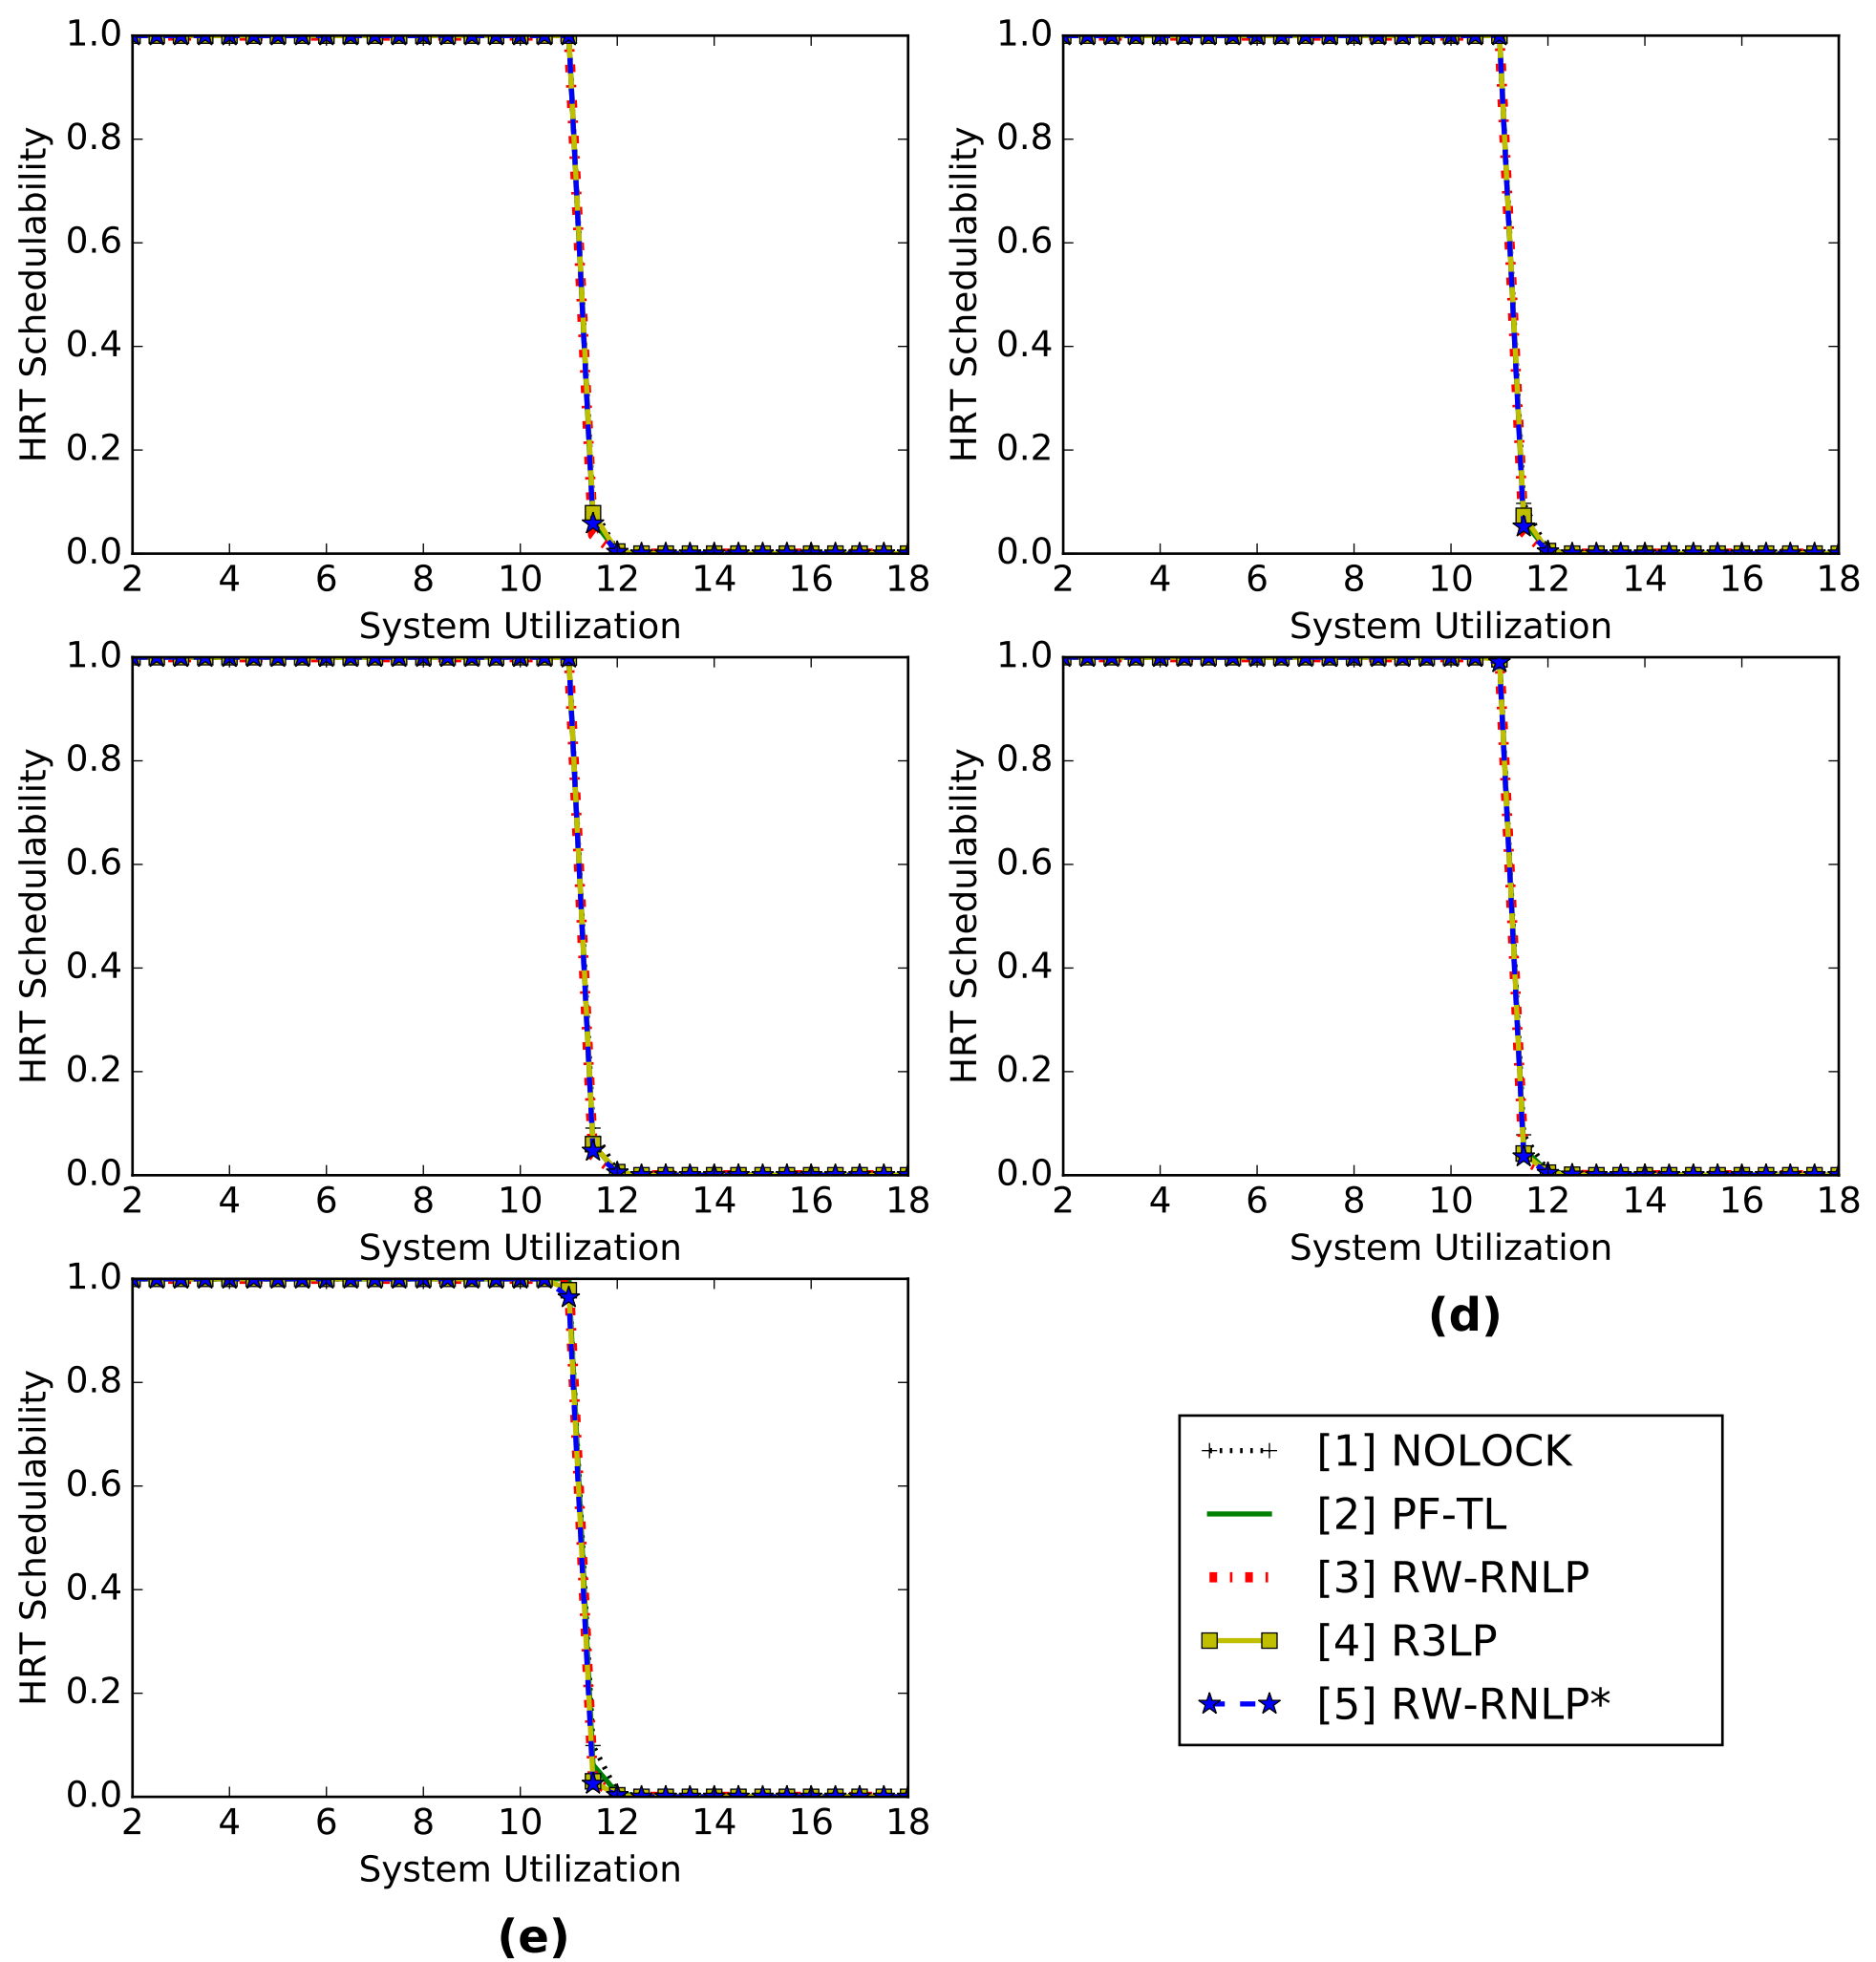 1.0
0.8
0.6
0.4
0.2
0.0
HRT Schedulability
2 4 6 8 10 12 14 16 18
System Utilization
1.0
0.8
0.6
0.4
0.2
0.0
HRT Schedulability
2 4 6 8 10 12 14 16 18
System Utilization
1.0
0.8
0.6
0.4
0.2
0.0
HRT Schedulability
2 4 6 8 10 12 14 16 18
System Utilization
1.0
0.8
0.6
0.4
0.2
0.0
HRT Schedulability
2 4 6 8 10 12 14 16 18
System Utilization
(d)
1.0
0.8
0.6
0.4
0.2
0.0
HRT Schedulability
2 4 6 8 10 12 14 16 18
System Utilization
(e)
[1] NOLOCK
[2] PF-TL
[3] RW-RNLP
[4] R3LP
[5] RW-RNLP*